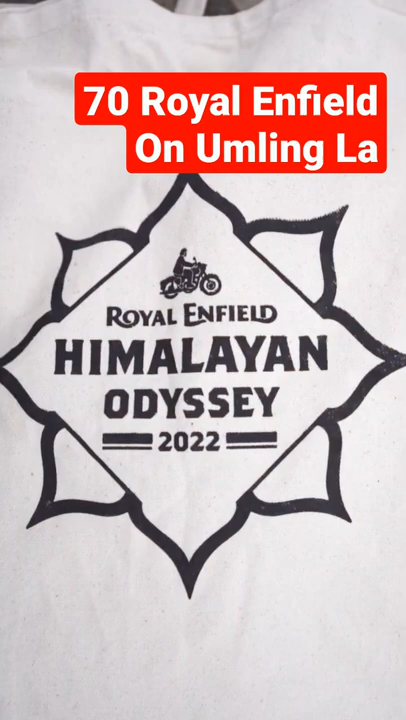 70 Royal Enfield
On Umling La
ROYAL ENFIELD
HIMALAYAN
ODYSSEY
2022